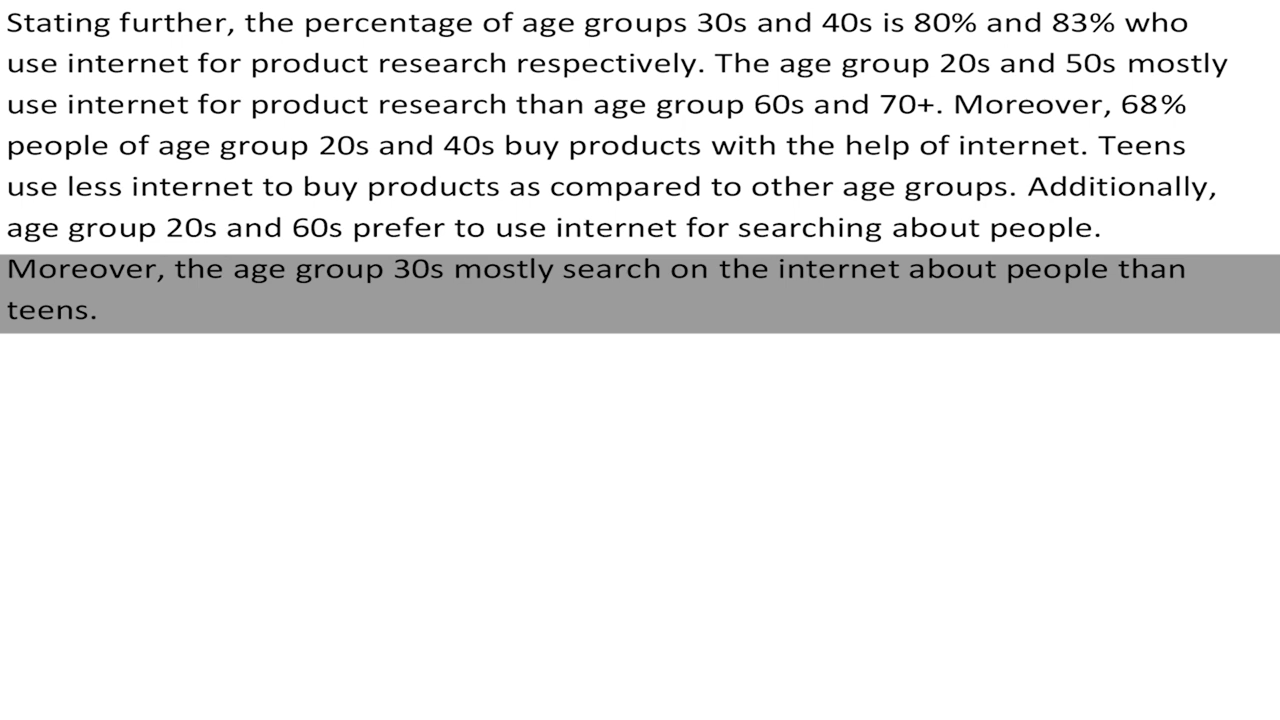 Stating further, the percentage of age groups 30s and 40s is 80% and 83% who
use internet for product research respectively. The age group 20s and 50s mostly
use internet for product research than age group 60s and 70+. Moreover, 68%
people of age group 20s and 40s buy products with the help of internet. Teens
use less internet to buy products as compared to other age groups. Additionally,
age group 20s and 60s prefer to use internet for searching about people.
Moreover, the age group 30s mostly search on the internet about people than
teens.